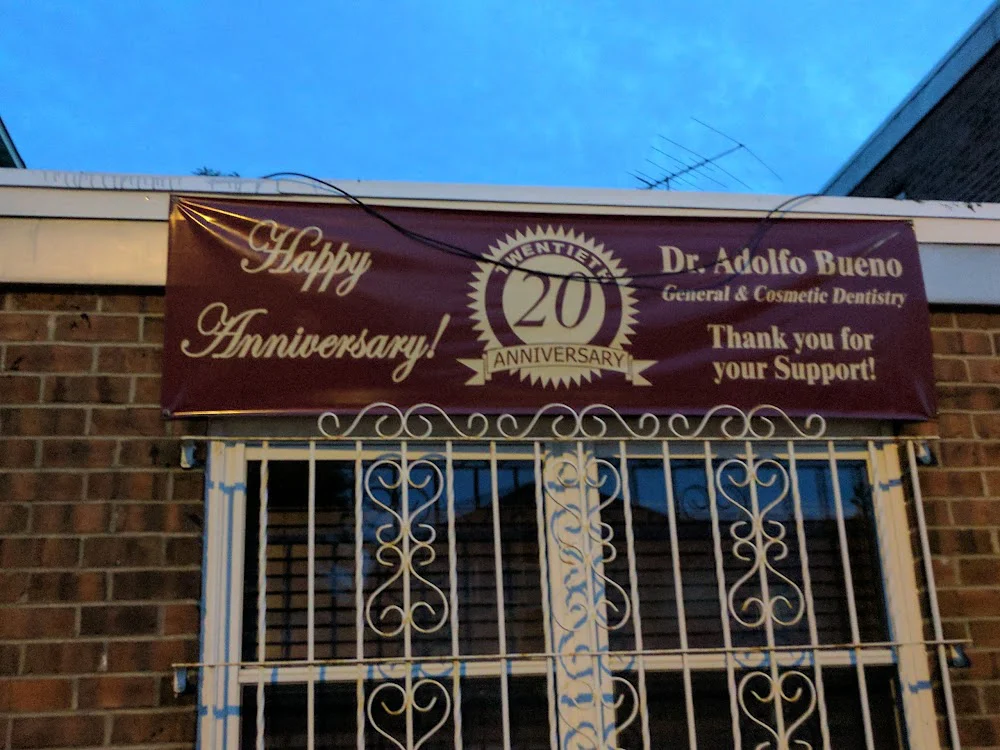 Happy
Anniversary!
TWENTIETH
20
ANNIVERSARY
Dr. Adolfo Bueno
General & Cosmetic Dentistry
Thank you for
your Support!